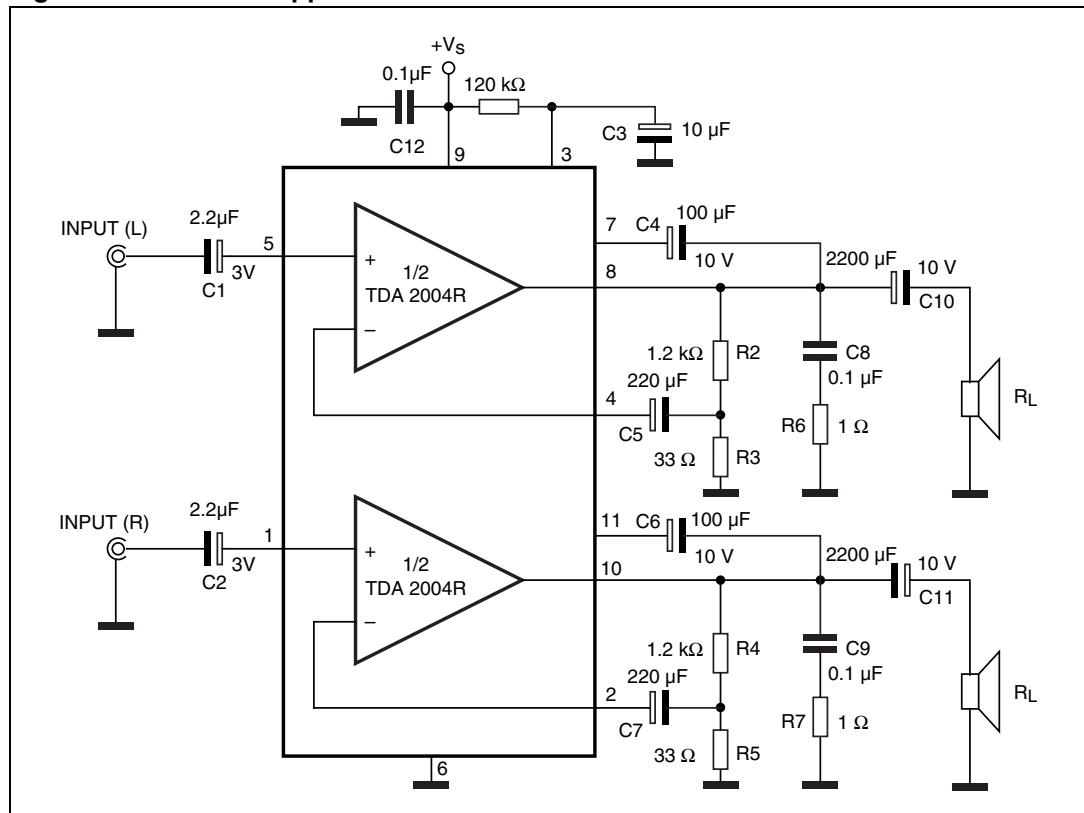 +VS
0.1µF
120 kΩ
C12
C3
10 µF
9
3
INPUT (L)
2.2µF
3V
C1
5
+
1/2
TDA 2004R
–
7
C4
100 µF
10 V
8
2200 µF
10 V
C10
1.2 kΩ
R2
C8
0.1 µF
220 µF
4
C5
R6
1 Ω
33 Ω
R3
RL
INPUT (R)
2.2µF
3V
C2
1
+
1/2
TDA 2004R
–
11
C6
100 µF
10 V
10
2200 µF
10 V
C11
1.2 kΩ
R4
C9
0.1 µF
220 µF
2
C7
R7
1 Ω
33 Ω
R5
RL
6